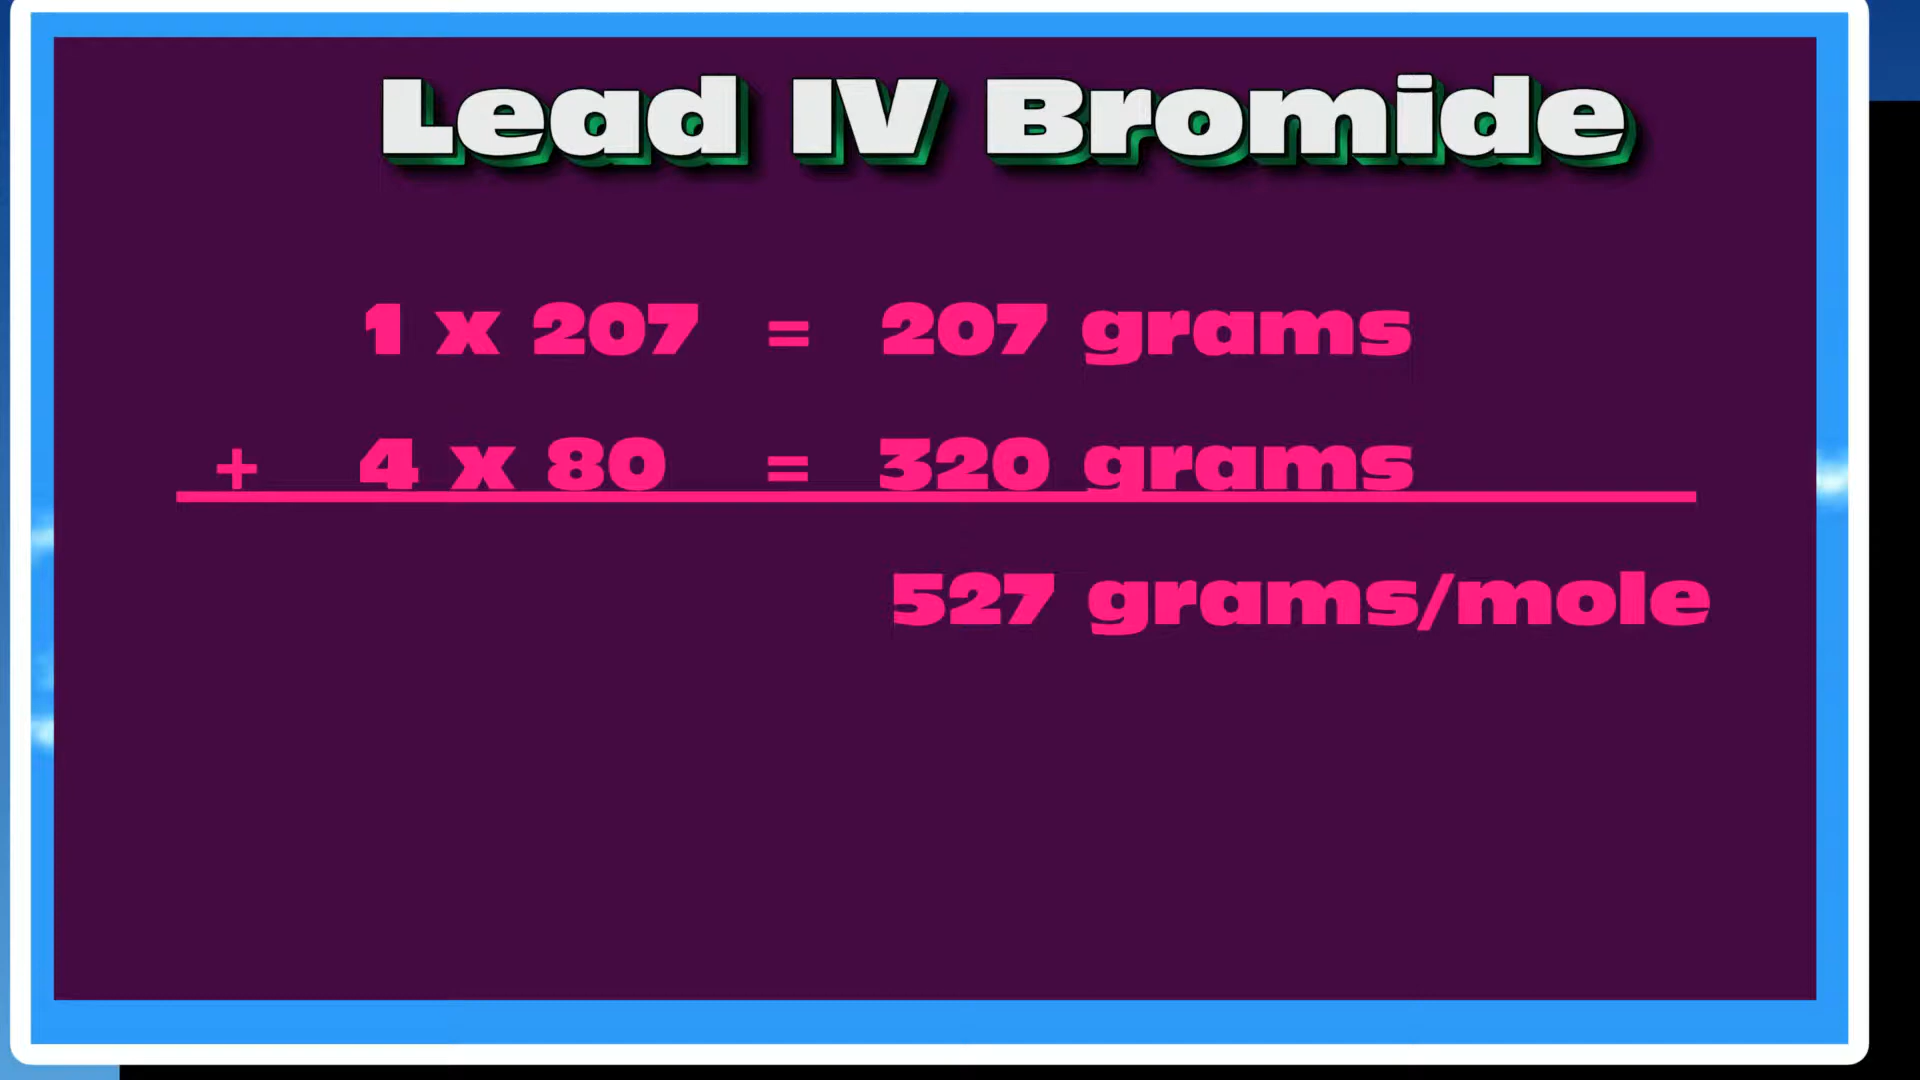 Lead IV Bromide
1 x 207 = 207 grams
+ 4 x 80 = 320 grams
527 grams/mole